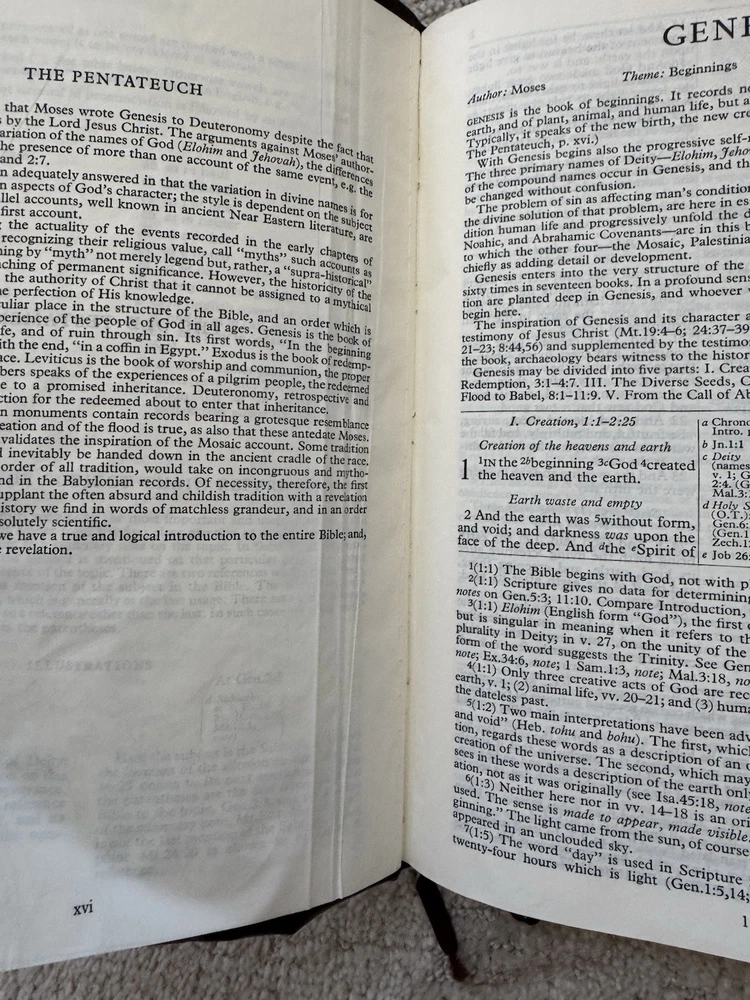 THE PENTATEUCH
that Moses wrote Genesis to Deuteronomy despite the fact that
by the Lord Jesus Christ. The arguments against Moses' author-
ariation of the names of God (Elohim and Jehovah), the differences
he presence of more than one account of the same event, e.g. the
and 2:7.
n adequately answered in that the variation in divine names is for
n aspects of God's character; the style is dependent on the subject
llel accounts, well known in ancient Near Eastern literature, are
first account.
the actuality of the events recorded in the early chapters of
recognizing their religious value, call "myths" such accounts as
ning by "myth" not merely legend but, rather, a "supra-historical"
ching of permanent significance. However, the historicity of the
the authority of Christ that it cannot be assigned to a mythical
he perfection of His knowledge.
uliar place in the structure of the Bible, and an order which is
perience of the people of God in all ages. Genesis is the book of
fe, and of ruin through sin. Its first words, "In the beginning
ith the end, "in a coffin in Egypt." Exodus is the book of redemp-
ace. Leviticus is the book of worship and communion, the proper
bers speaks of the experiences of a pilgrim people, the redeemed
e to a promised inheritance. Deuteronomy, retrospective and
ction for the redeemed about to enter that inheritance.
n monuments contain records bearing a grotesque resemblance
eation and of the flood is true, as also that these antedate Moses.
validates the inspiration of the Mosaic account. Some tradition
d inevitably be handed down in the ancient cradle of the race.
order of all tradition, would take on incongruous and mytho-
nd in the Babylonian records. Of necessity, therefore, the first
upplant the often absurd and childish tradition with a revelation
history we find in words of matchless grandeur, and in an order
solutely scientific.
we have a true and logical introduction to the entire Bible; and,
e revelation.
xvi
GENE
Author: Moses
Theme: Beginnings
GENESIS is the book of beginnings. It records no
earth, and of plant, animal, and human life, but a
Typically, it speaks of the new birth, the new cre
The Pentateuch, p. xvi.)
With Genesis begins also the progressive self-r
The three primary names of Deity—Elohim, Jeho
of the compound names occur in Genesis, and th
be changed without confusion.
The problem of sin as affecting man's condition
the divine solution of that problem, are here in es
dition human life and progressively unfold the d
Noahic, and Abrahamic Covenants—are in this b
to which the other four—the Mosaic, Palestinia
chiefly as adding detail or development.
Genesis enters into the very structure of the
sixty times in seventeen books. In a profound sens
tion are planted deep in Genesis, and whoever w
begin here.
The inspiration of Genesis and its character a
testimony of Jesus Christ (Mt.19:4–6; 24:37–39
21–23; 8:44,56) and supplemented by the testimo
the book, archaeology bears witness to the histor
Genesis may be divided into five parts: I. Crea
Redemption, 3:1–4:7. III. The Diverse Seeds, C
Flood to Babel, 8:1–11:9. V. From the Call of Ab
I. Creation, 1:1–2:25
Creation of the heavens and earth
1 1IN the 2bbeginning 3cGod 4created
the heaven and the earth.
Earth waste and empty
2 And the earth was 5without form,
and void; and darkness was upon the
face of the deep. And dthe eSpirit of
a Chrono
Intro. p
b Jn.1:1
c Deity
(names
v. 1; G
2:4. (G
Mal.3:
d Holy S
(O.T.):
Gen.6:
(Gen.1
Zech.12
e Job 26:
1(1:1) The Bible begins with God, not with p
2(1:1) Scripture gives no data for determining
notes on Gen.5:3; 11:10. Compare Introduction,
3(1:1) Elohim (English form "God"), the first o
but is singular in meaning when it refers to th
plurality in Deity; in v. 27, on the unity of the
form of the word suggests the Trinity. See Gen
note; Ex.34:6, note; 1 Sam.1:3, note; Mal.3:18, no
4(1:1) Only three creative acts of God are rec
earth, v. 1; (2) animal life, vv. 20–21; and (3) huma
the dateless past.
5(1:2) Two main interpretations have been adv
and void" (Heb. tohu and bohu). The first, whic
tion, regards these words as a description of an o
creation of the universe. The second, which may
sees in these words a description of the earth only
ation, not as it was originally (see Isa.45:18, note
6(1:3) Neither here nor in vv. 14–18 is an ori
used. The sense is made to appear, made visible.
ginning." The light came from the sun, of course
appeared in an unclouded sky.
7(1:5) The word "day" is used in Scripture
twenty-four hours which is light (Gen.1:5,14;
1